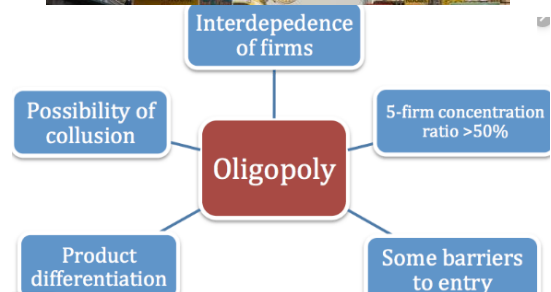 Interdepedence
of firms
Possibility of
collusion
5-firm concentration
ratio >50%
Oligopoly
Product
differentiation
Some barriers
to entry